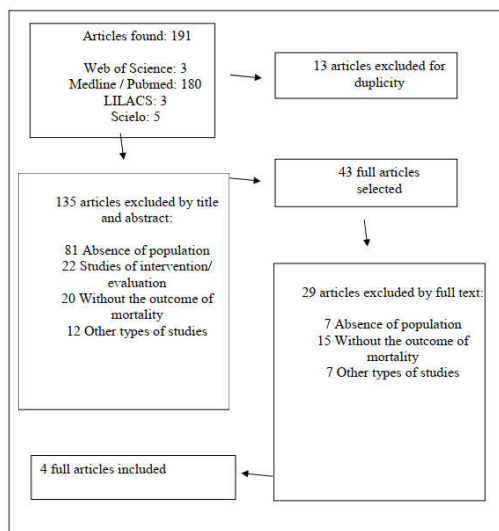 Articles found: 191
Web of Science: 3
Medline / Pubmed: 180
LILACS: 3
Scielo: 5
13 articles excluded for
duplicity
135 articles excluded by title
and abstract:
81 Absence of population
22 Studies of intervention/
evaluation
20 Without the outcome of
mortality
12 Other types of studies
43 full articles
selected
29 articles excluded by full text:
7 Absence of population
15 Without the outcome of
mortality
7 Other types of studies
4 full articles included